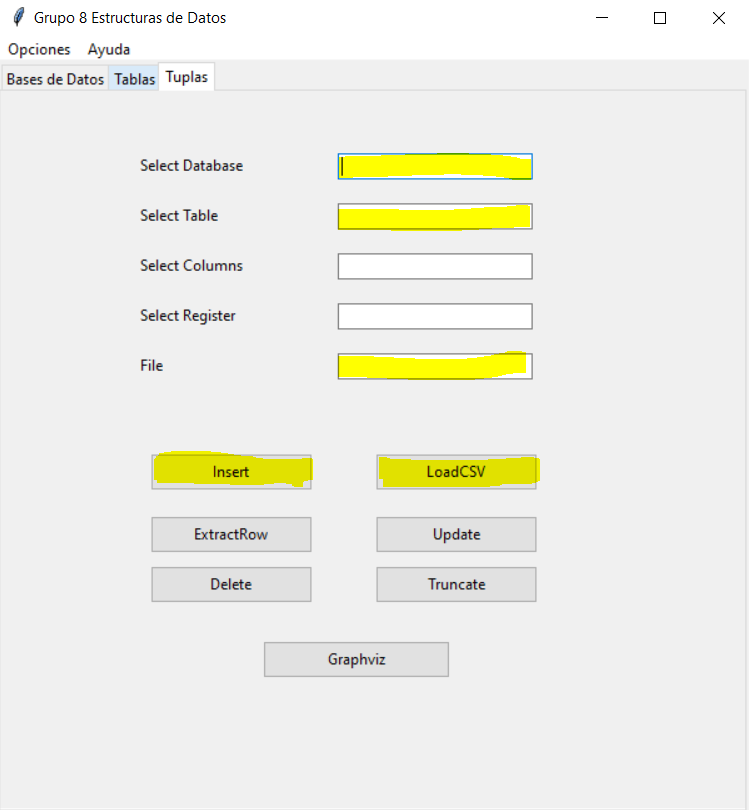 Grupo 8 Estructuras de Datos
Opciones Ayuda
Bases de Datos Tablas Tuplas
Select Database
Select Table
Select Columns
Select Register
File
Insert LoadCSV
ExtractRow Update
Delete Truncate
Graphviz